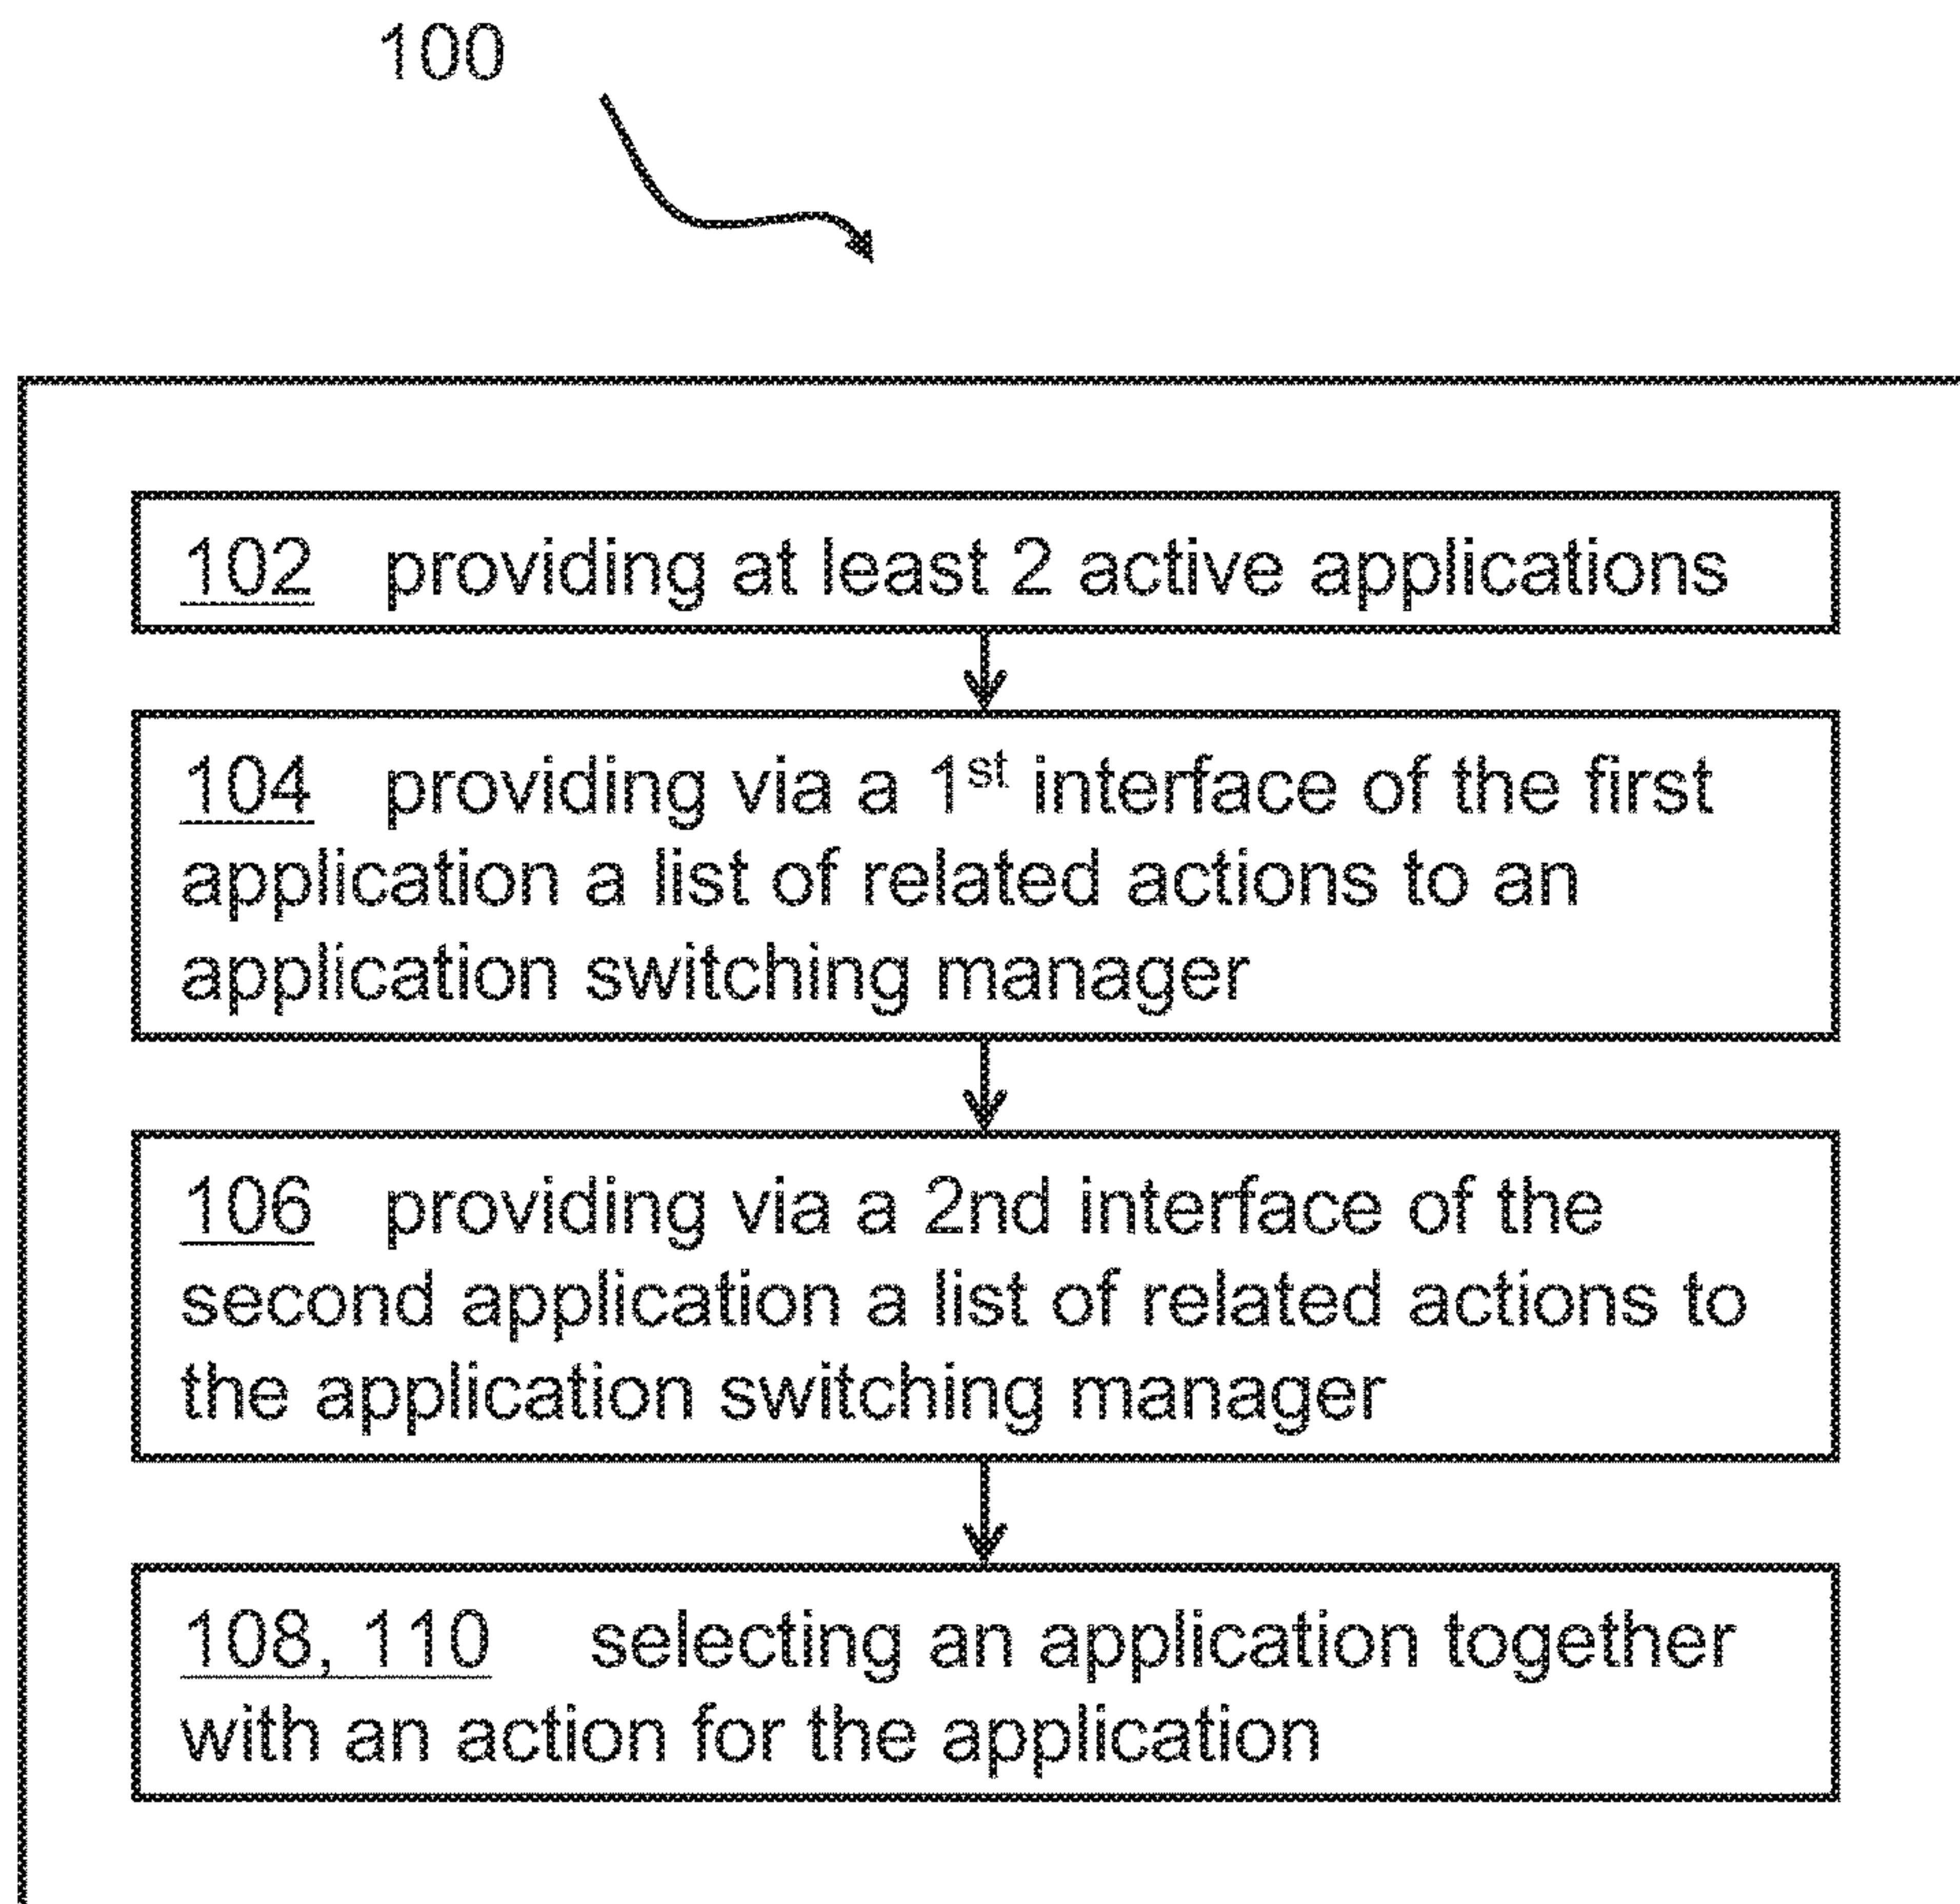 100
102 providing at least 2 active applications
104 providing via a 1st interface of the first
application a list of related actions to an
application switching manager
106 providing via a 2nd interface of the
second application a list of related actions to
the application switching manager
108, 110 selecting an application together
with an action for the application